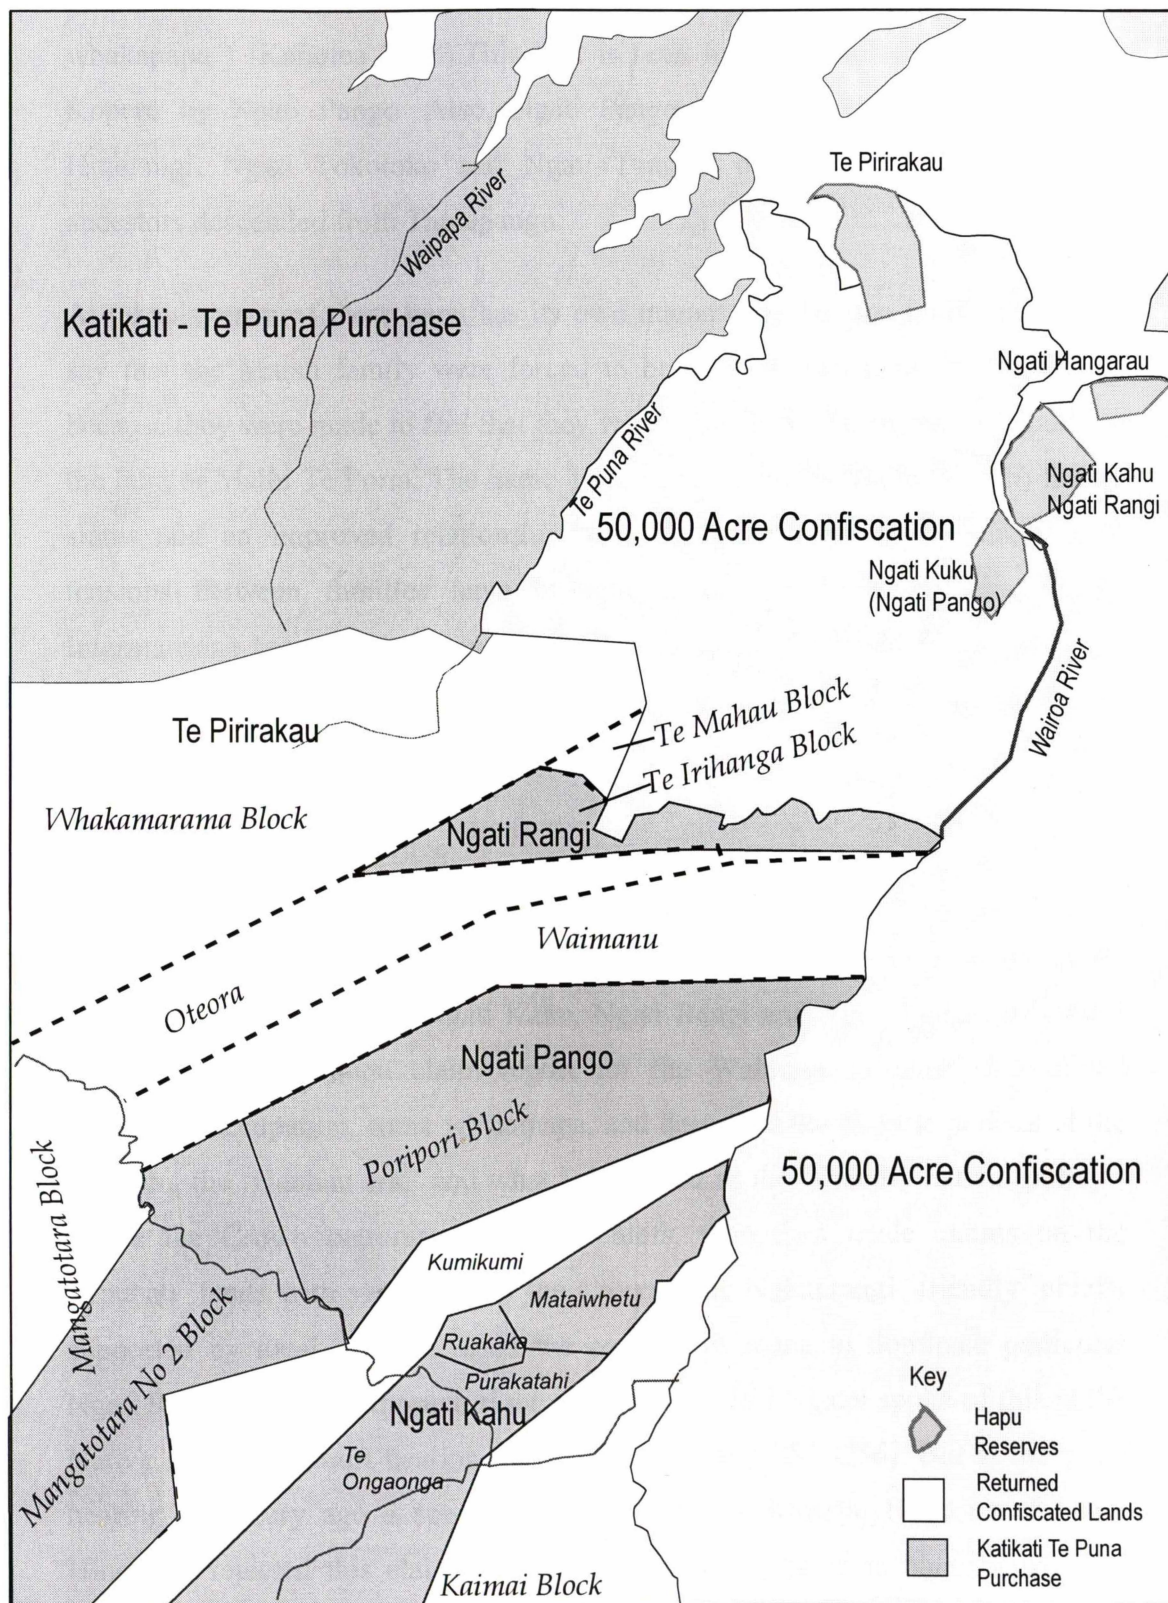 Te Pirirakau
Waipapa River
Katikati - Te Puna Purchase
Ngati Hangarau
Te Puna River
Ngati Kahu
Ngati Rangi
50,000 Acre Confiscation
Ngati Kuku
(Ngati Pango)
Wairoa River
Te Pirirakau
Te Mahau Block
Te Irihanga Block
Whakamarama Block
Ngati Rangi
Waimanu
Oteora
Ngati Pango
Poripori Block
50,000 Acre Confiscation
Mangatotara Block
Kumikumi
Mataiwhetu
Mangatotara No 2 Block
Ruakaka
Purakatahi
Ngati Kahu
Te
Ongaonga
Kaimai Block
Key
Hapu
Reserves
Returned
Confiscated Lands
Katikati Te Puna
Purchase